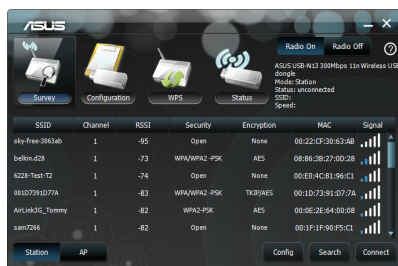 ASUS
Radio On Radio Off
ASUS USB-N13 300Mbps 11n Wireless USB
dongle
Mode: Station
Status: unconnected
SSID:
Speed:
Survey Configuration WPS Status
SSID Channel RSSI Security Encryption MAC Signal
sky-free-3063ab 1 -95 Open None 00:22:CF:30:63:AB
belkin.d28 1 -73 WPA/WPA2 -PSK AES 08:86:3B:27:0D:28
6228-Test-T2 1 -74 Open None 00:E0:4C:81:96:C1
001D7391D77A 1 -83 WPA/WPA2 -PSK TKIP/AES 00:1D:73:91:D7:7A
AirLink3G_Tommy 1 -82 WPA2-PSK AES 00:0E:2E:64:00:08
sam7266 1 -82 Open None 00:1F:1F:90:F5:C1
Station AP Config Search Connect